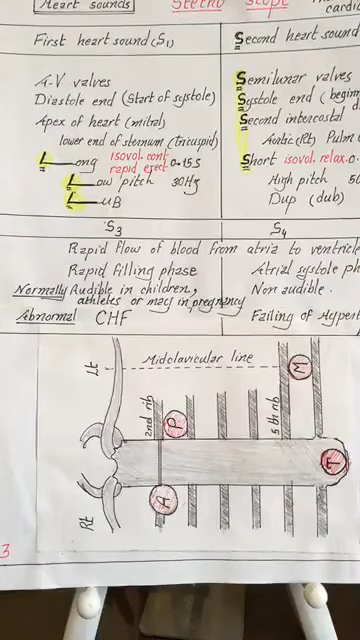 Heart sounds
Stetho scope
cardic
First heart sound (S₁)
Second heart sound
A-V valves
Semilunar valves
Diastole end (Start of systole)
Systole end (begin
Apex of heart (mitral)
Second intercostal
lower end of sternum (tricuspid)
Aortic (Rt) Pulm
Long isovol. cont rapid eject 0.15 S
Short isovol. relax. 0.
Low pitch 30Hz
High pitch 50
LuB
Dup (dub)
S₃
S₄
Rapid flow of blood from atria to ventricle
Rapid filling phase
Atrial systole ph
Normally Audible in children,
athletes or may in pregnancy
Non audible.
Abnormal CHF
Failing of Hypert
Lt
Midclavicular line
2nd rib
5th rib
P
M
A
T
Rt
3